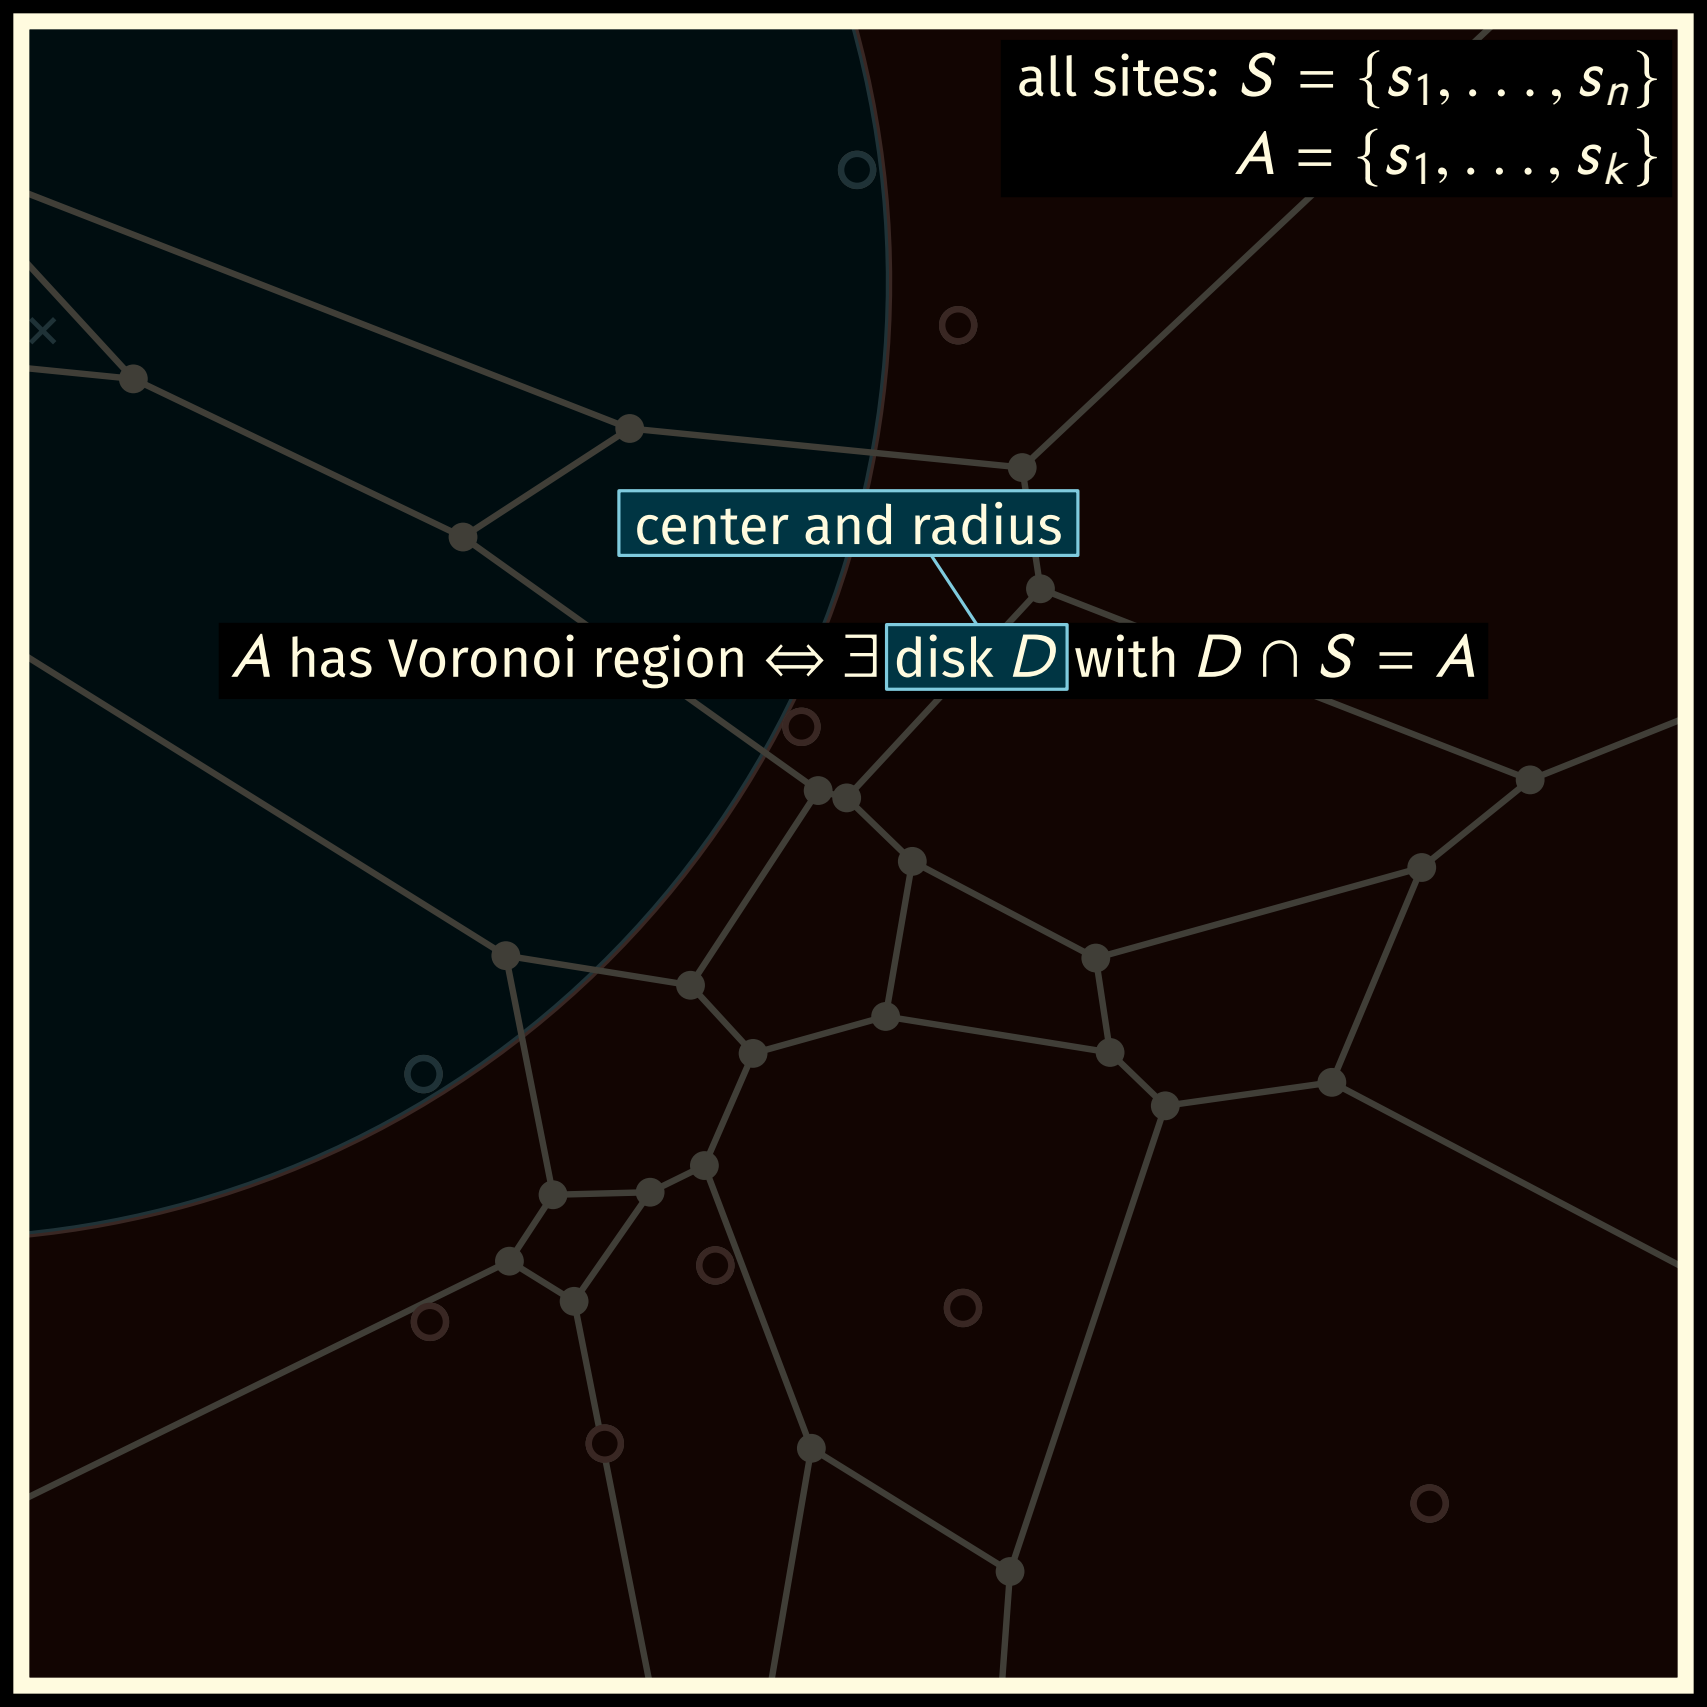 all sites: S = {s₁, . . . , sₙ}
A = {s₁, . . . , sₖ}
center and radius
A has Voronoi region ⇔ ∃ disk D with D ∩ S = A